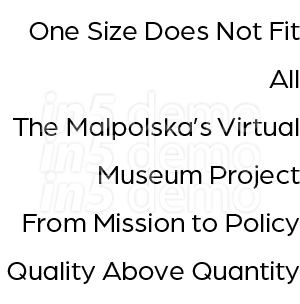 One Size Does Not Fit
All
The Malpolska's Virtual
Museum Project
From Mission to Policy
Quality Above Quantity
in5 demo
in5 demo
in5 demo